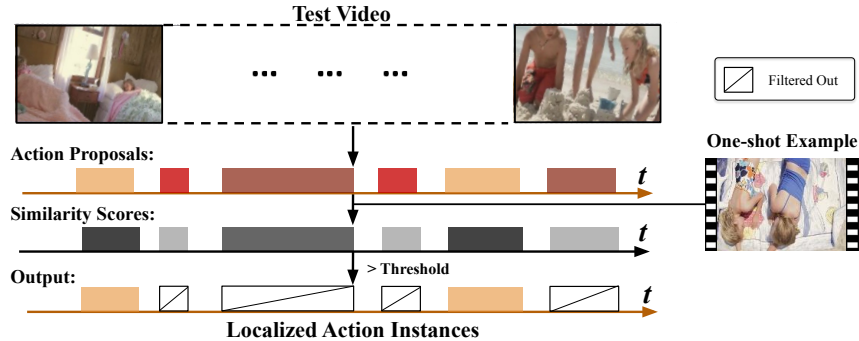 Test Video
... ... ...
Filtered Out
One-shot Example
Action Proposals:
t
Similarity Scores:
t
> Threshold
Output:
t
Localized Action Instances